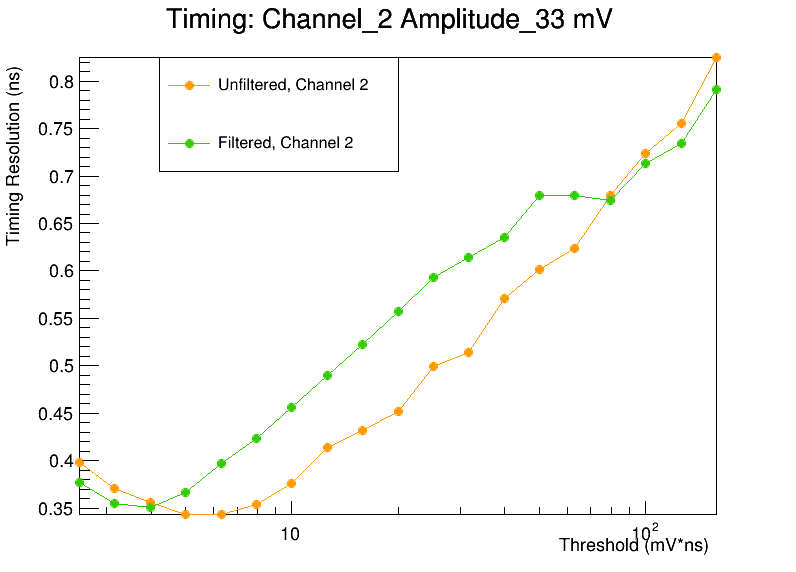 Timing: Channel_2 Amplitude_33 mV
Timing Resolution (ns)
Unfiltered, Channel 2
Filtered, Channel 2
0.8
0.75
0.7
0.65
0.6
0.55
0.5
0.45
0.4
0.35
10
10²
Threshold (mV*ns)